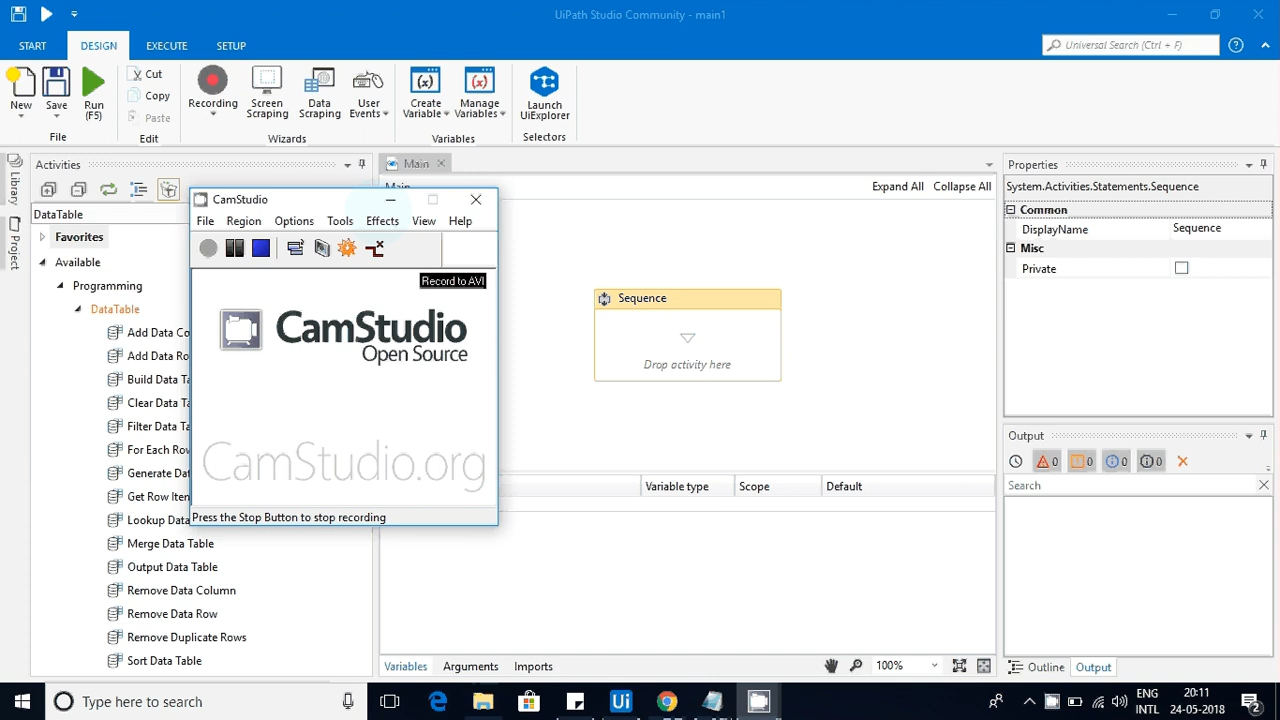 UiPath Studio Community - main1
START DESIGN EXECUTE SETUP
Universal Search (Ctrl + F)
New Save Run (F5)
Cut
Copy
Paste
File Edit
Recording Screen Scraping Data Scraping User Events
Wizards
Create Variable Manage Variables
Variables
Launch UiExplorer
Selectors
Library
Project
Activities
DataTable
Favorites
Available
Programming
DataTable
Add Data Co
Add Data Ro
Build Data Ta
Clear Data Ta
Filter Data Ta
For Each Row
Generate Dat
Get Row Item
Lookup Data
Merge Data Table
Output Data Table
Remove Data Column
Remove Data Row
Remove Duplicate Rows
Sort Data Table
CamStudio
File Region Options Tools Effects View Help
Record to AVI
CamStudio
Open Source
CamStudio.org
Press the Stop Button to stop recording
Main
Main
Expand All Collapse All
Sequence
Drop activity here
Variable type Scope Default
Variables Arguments Imports
100%
Properties
System.Activities.Statements.Sequence
Common
DisplayName Sequence
Misc
Private
Output
0 0 0 0
Search
Outline Output
Type here to search
Ui
ENG
INTL
20:11
24-05-2018
2